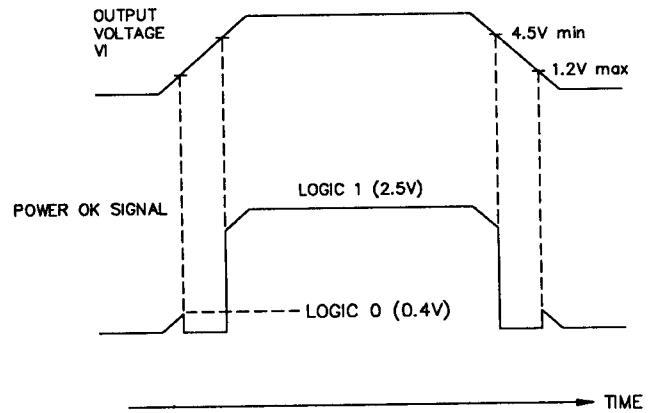 OUTPUT
VOLTAGE
VI
4.5V min
1.2V max
LOGIC 1 (2.5V)
POWER OK SIGNAL
LOGIC 0 (0.4V)
TIME